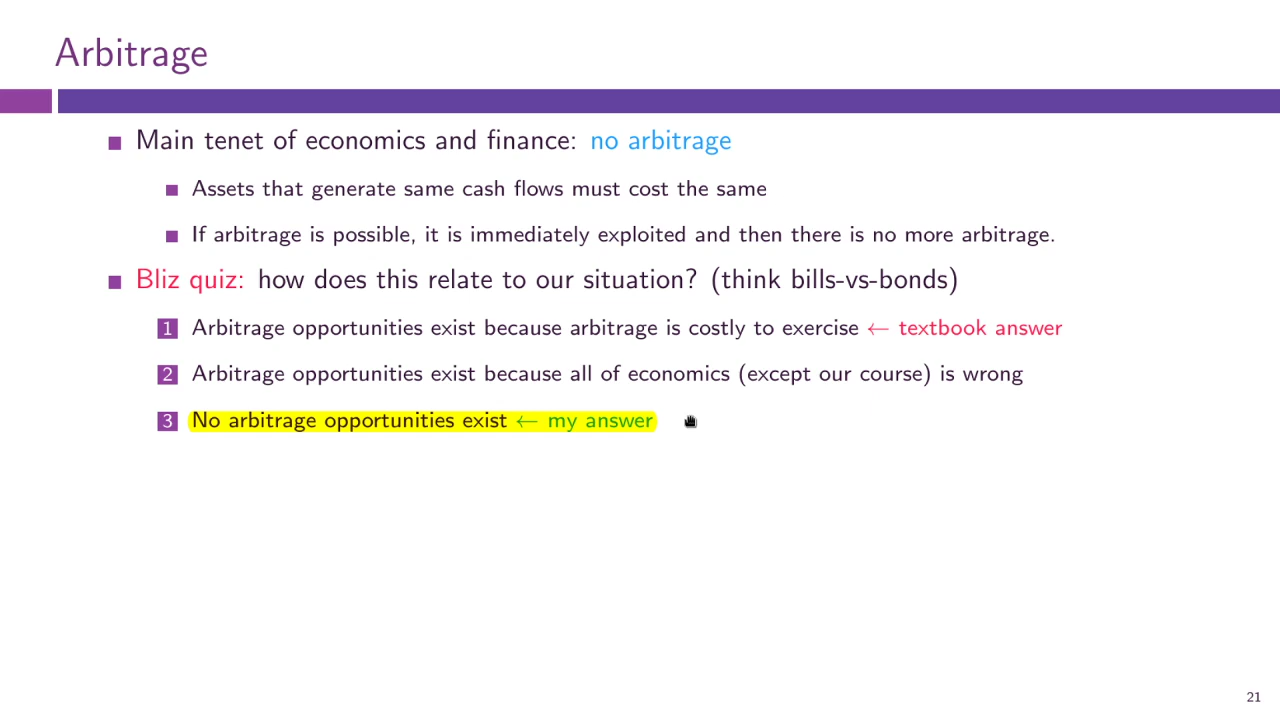 Arbitrage
Main tenet of economics and finance: no arbitrage
Assets that generate same cash flows must cost the same
If arbitrage is possible, it is immediately exploited and then there is no more arbitrage.
Bliz quiz: how does this relate to our situation? (think bills-vs-bonds)
1 Arbitrage opportunities exist because arbitrage is costly to exercise ← textbook answer
2 Arbitrage opportunities exist because all of economics (except our course) is wrong
3 No arbitrage opportunities exist ← my answer
21